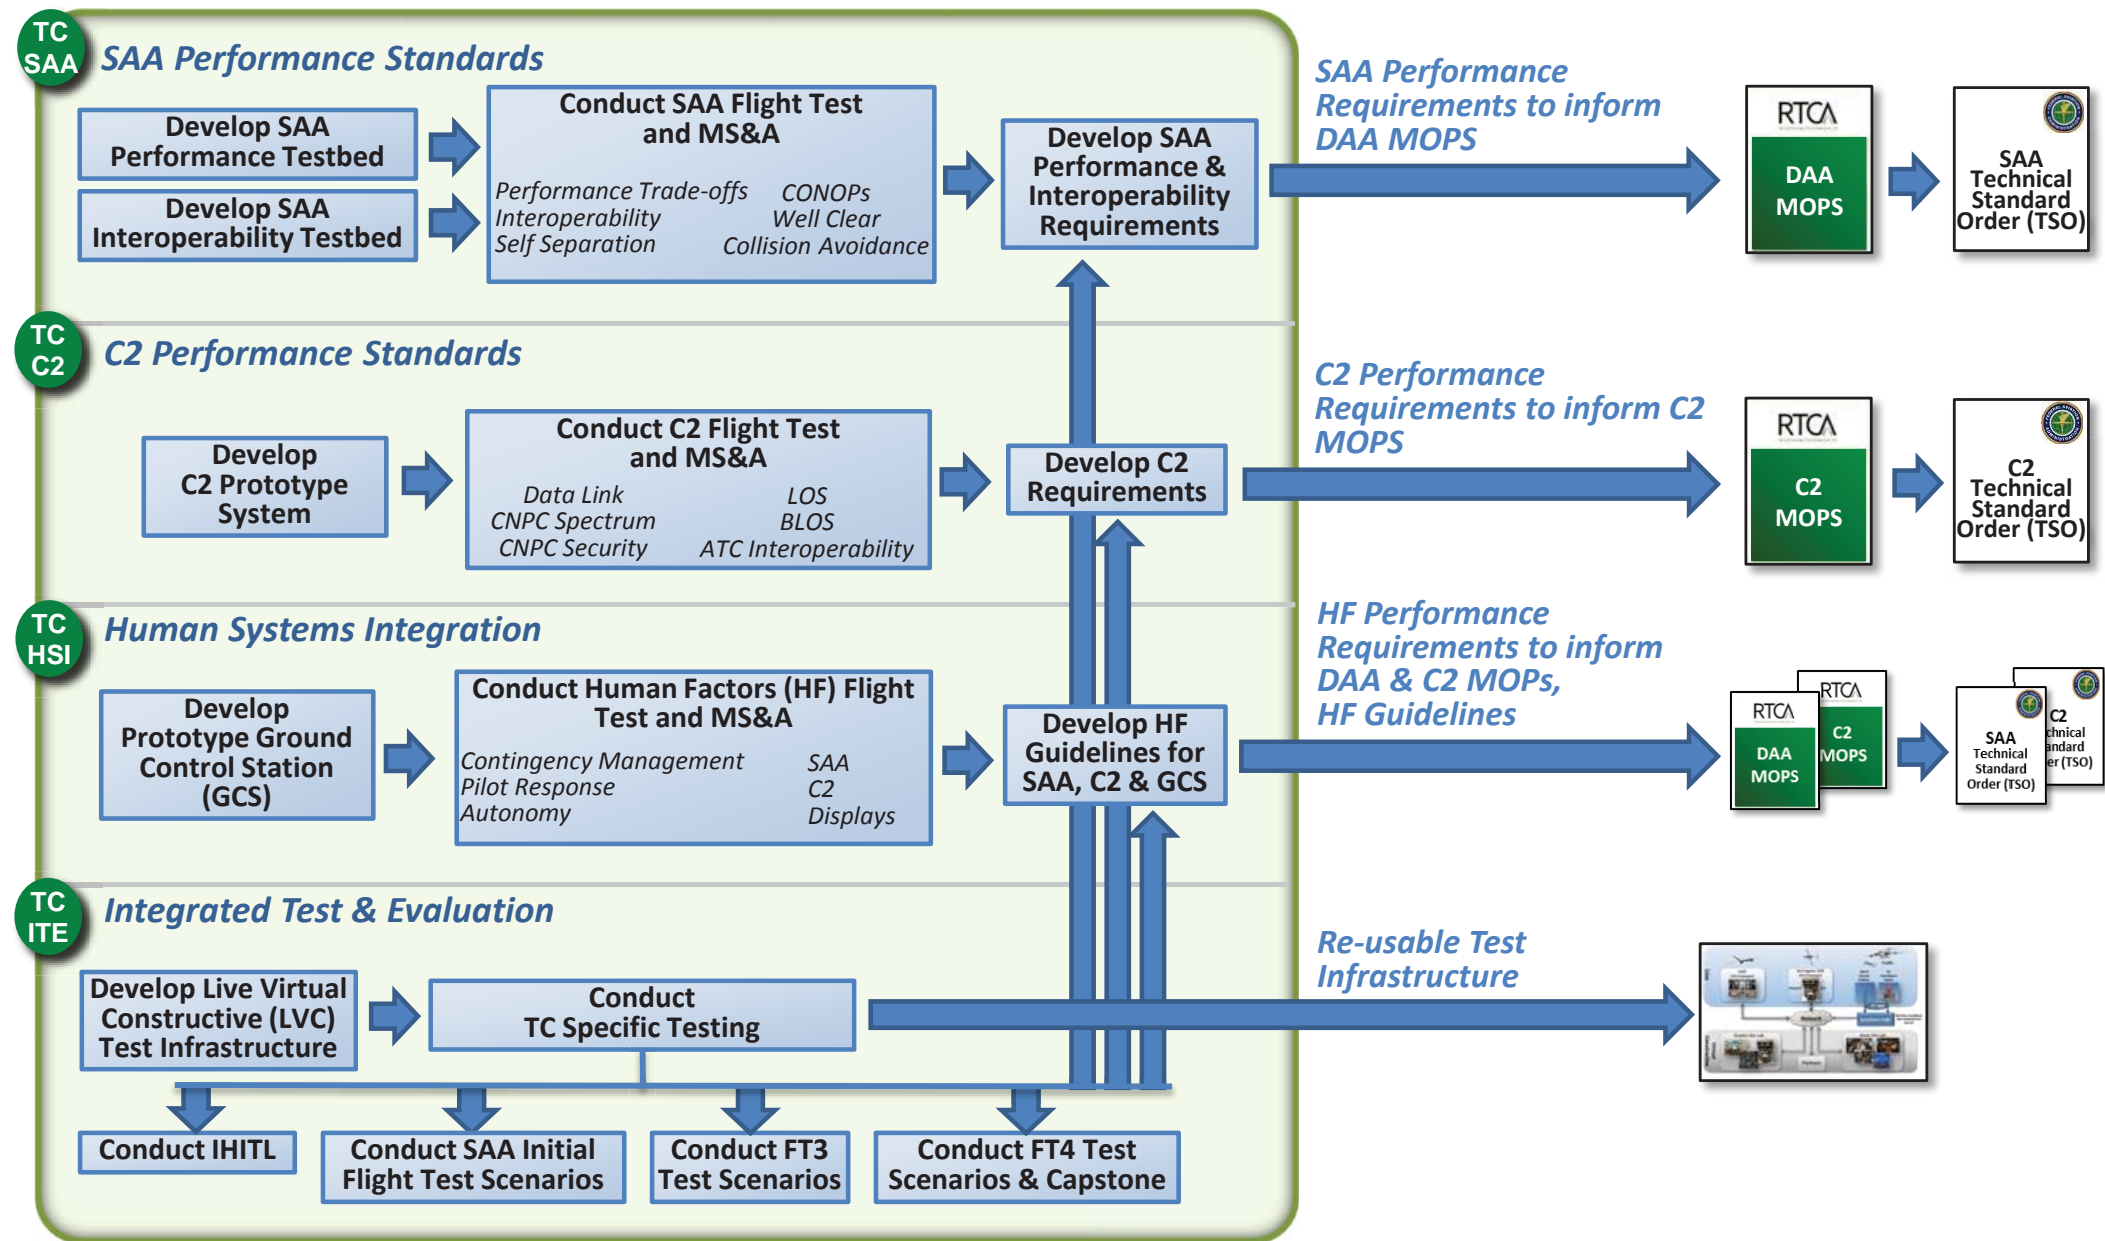 TC
SAA
SAA Performance Standards
Develop SAA
Performance Testbed
Develop SAA
Interoperability Testbed
Conduct SAA Flight Test
and MS&A
Performance Trade-offs
Interoperability
Self Separation
CONOPs
Well Clear
Collision Avoidance
Develop SAA
Performance &
Interoperability
Requirements
SAA Performance
Requirements to inform
DAA MOPS
RTCA
DAA
MOPS
SAA
Technical
Standard
Order (TSO)
TC
C2
C2 Performance Standards
Develop
C2 Prototype
System
Conduct C2 Flight Test
and MS&A
Data Link
CNPC Spectrum
CNPC Security
LOS
BLOS
ATC Interoperability
Develop C2
Requirements
C2 Performance
Requirements to inform C2
MOPS
RTCA
C2
MOPS
C2
Technical
Standard
Order (TSO)
TC
HSI
Human Systems Integration
Develop
Prototype Ground
Control Station
(GCS)
Conduct Human Factors (HF) Flight
Test and MS&A
Contingency Management
Pilot Response
Autonomy
SAA
C2
Displays
Develop HF
Guidelines for
SAA, C2 & GCS
HF Performance
Requirements to inform
DAA & C2 MOPs,
HF Guidelines
RTCA
DAA
MOPS
RTCA
C2
MOPS
SAA
Technical
Standard
Order (TSO)
C2
chnical
andard
er (TSO)
TC
ITE
Integrated Test & Evaluation
Develop Live Virtual
Constructive (LVC)
Test Infrastructure
Conduct
TC Specific Testing
Re-usable Test
Infrastructure
Conduct IHITL
Conduct SAA Initial
Flight Test Scenarios
Conduct FT3
Test Scenarios
Conduct FT4 Test
Scenarios & Capstone